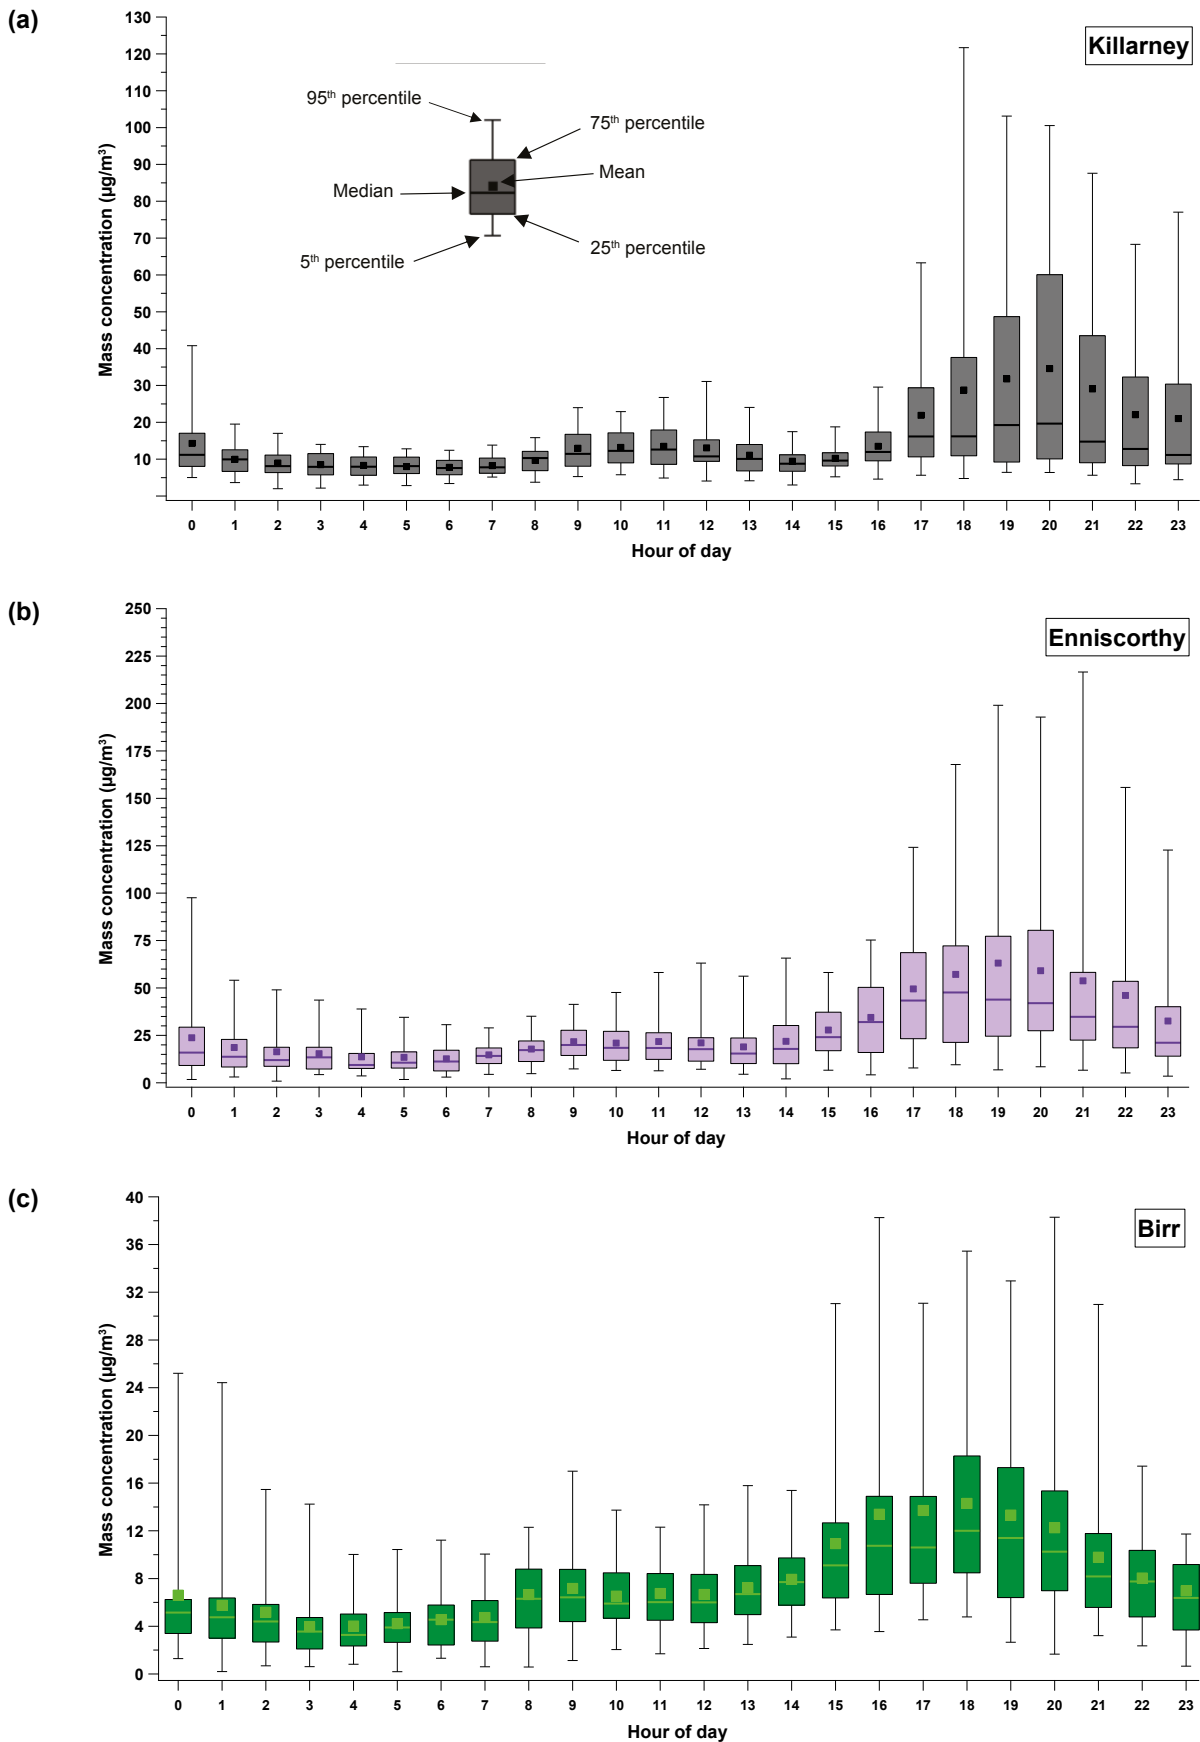 (a)
Killarney
130
120
110
100
90
80
70
60
50
40
30
20
10
Mass concentration (µg/m³)
95th percentile
75th percentile
Mean
Median
25th percentile
5th percentile
0 1 2 3 4 5 6 7 8 9 10 11 12 13 14 15 16 17 18 19 20 21 22 23
Hour of day
(b)
Enniscorthy
250
225
200
175
150
125
100
75
50
25
0
Mass concentration (µg/m³)
0 1 2 3 4 5 6 7 8 9 10 11 12 13 14 15 16 17 18 19 20 21 22 23
Hour of day
(c)
Birr
40
36
32
28
24
20
16
12
8
4
0
Mass concentration (µg/m³)
0 1 2 3 4 5 6 7 8 9 10 11 12 13 14 15 16 17 18 19 20 21 22 23
Hour of day